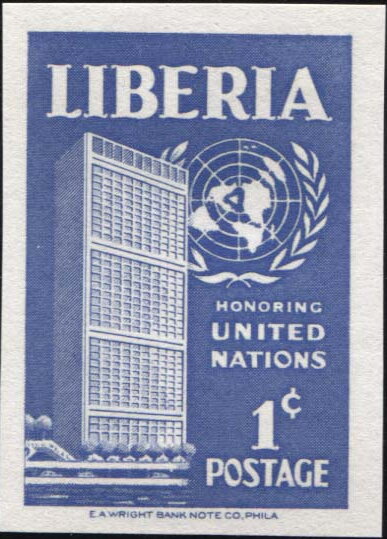 LIBERIA
HONORING
UNITED
NATIONS
1¢
POSTAGE
E.A.WRIGHT BANK NOTE CO., PHILA